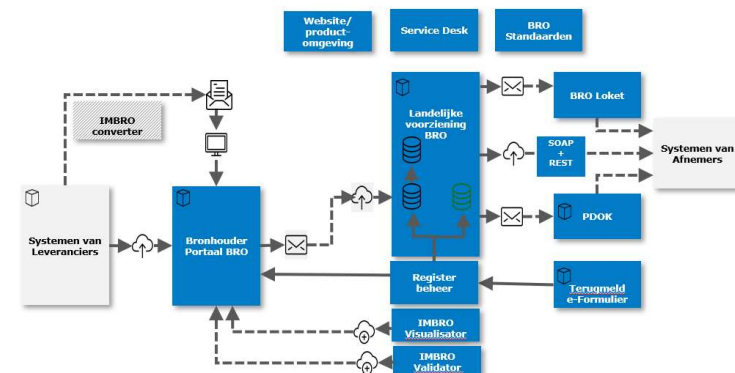 Website/
product-
omgeving
Service Desk
BRO
Standaarden
IMBRO
converter
Landelijke
voorziening
BRO
BRO Loket
SOAP
+
REST
Systemen van
Afnemers
Systemen van
Leveranciers
Bronhouder
Portaal BRO
PDOK
Register
beheer
Terugmeld
e-Formulier
IMBRO
Visualisator
IMBRO
Validator